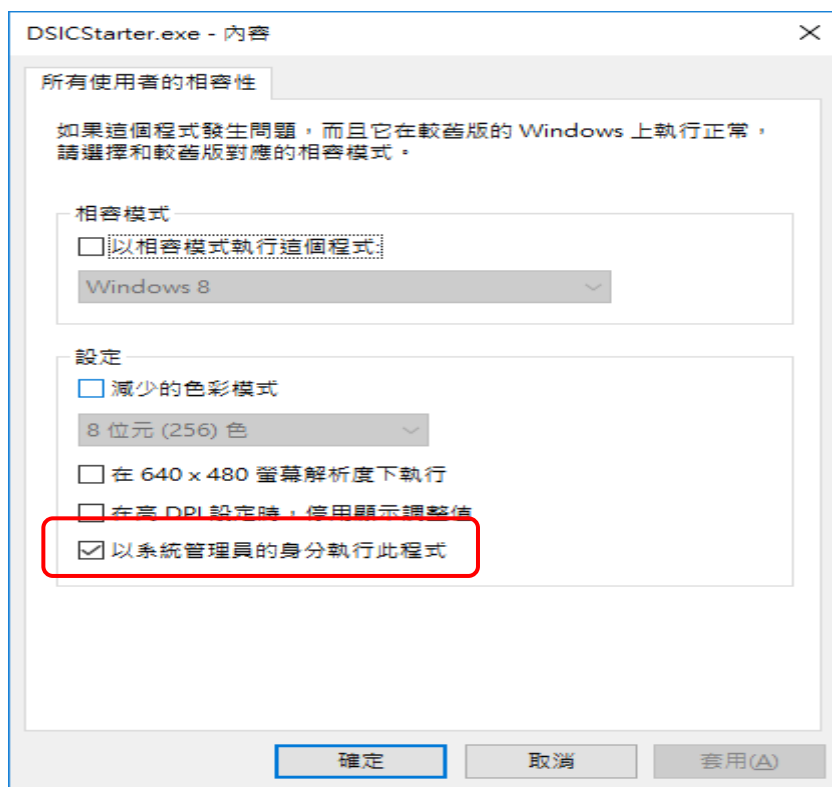 DSICStarter.exe - 內容
所有使用者的相容性
如果這個程式發生問題，而且它在較舊版的 Windows 上執行正常，
請選擇和較舊版對應的相容模式。
相容模式
以相容模式執行這個程式:
Windows 8
設定
減少的色彩模式
8 位元 (256) 色
在 640 x 480 螢幕解析度下執行
在高 DPI 設定時，停用顯示調整值
以系統管理員的身分執行此程式
確定
取消
套用(A)